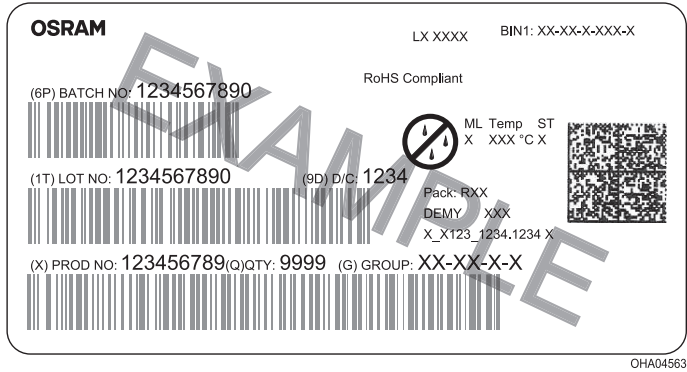 OSRAM
LX XXXX
BIN1: XX-XX-X-XXX-X
RoHS Compliant
(6P) BATCH NO: 1234567890
ML Temp ST
X XXX °C X
(1T) LOT NO: 1234567890 (9D) D/C: 1234
Pack: RXX
DEMY XXX
X_X123_1234.1234 X
(X) PROD NO: 123456789(Q)QTY: 9999 (G) GROUP: XX-XX-X-X
EXAMPLE
OHA04563